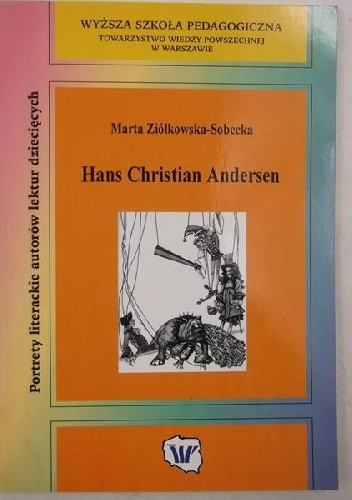 WYŻSZA SZKOŁA PEDAGOGICZNA
TOWARZYSTWO WIEDZY POWSZECHNEJ
W WARSZAWIE
Marta Ziółkowska-Sobecka
Hans Christian Andersen
Portrety literackie autorów lektur dziecięcych